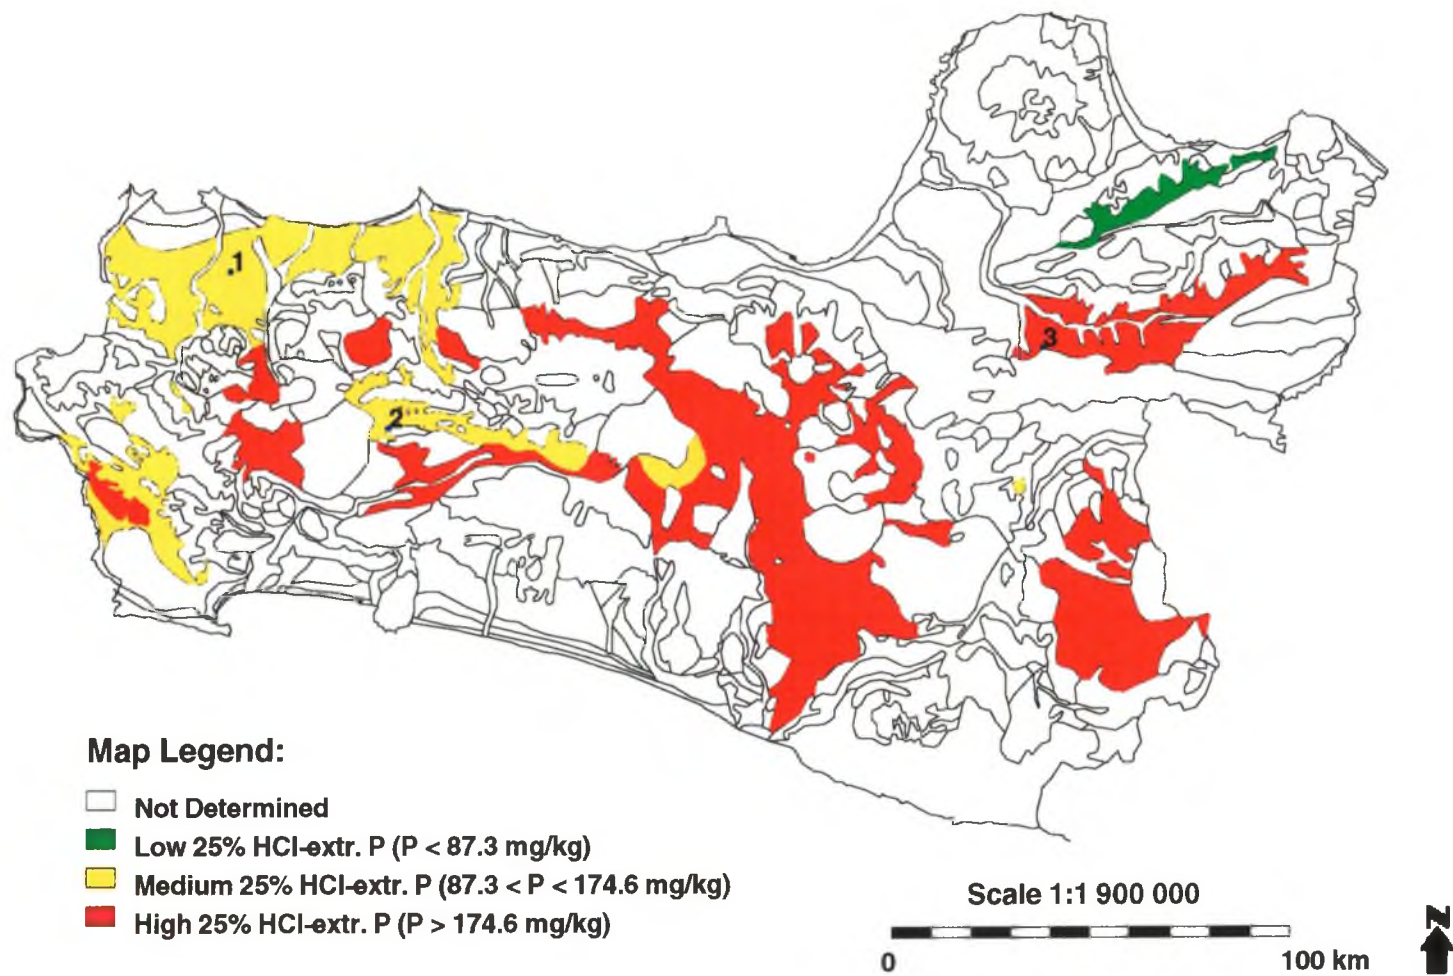 .1
2
3
Map Legend:
Not Determined
Low 25% HCl-extr. P (P < 87.3 mg/kg)
Medium 25% HCl-extr. P (87.3 < P < 174.6 mg/kg)
High 25% HCl-extr. P (P > 174.6 mg/kg)
Scale 1:1 900 000
0
100 km
N